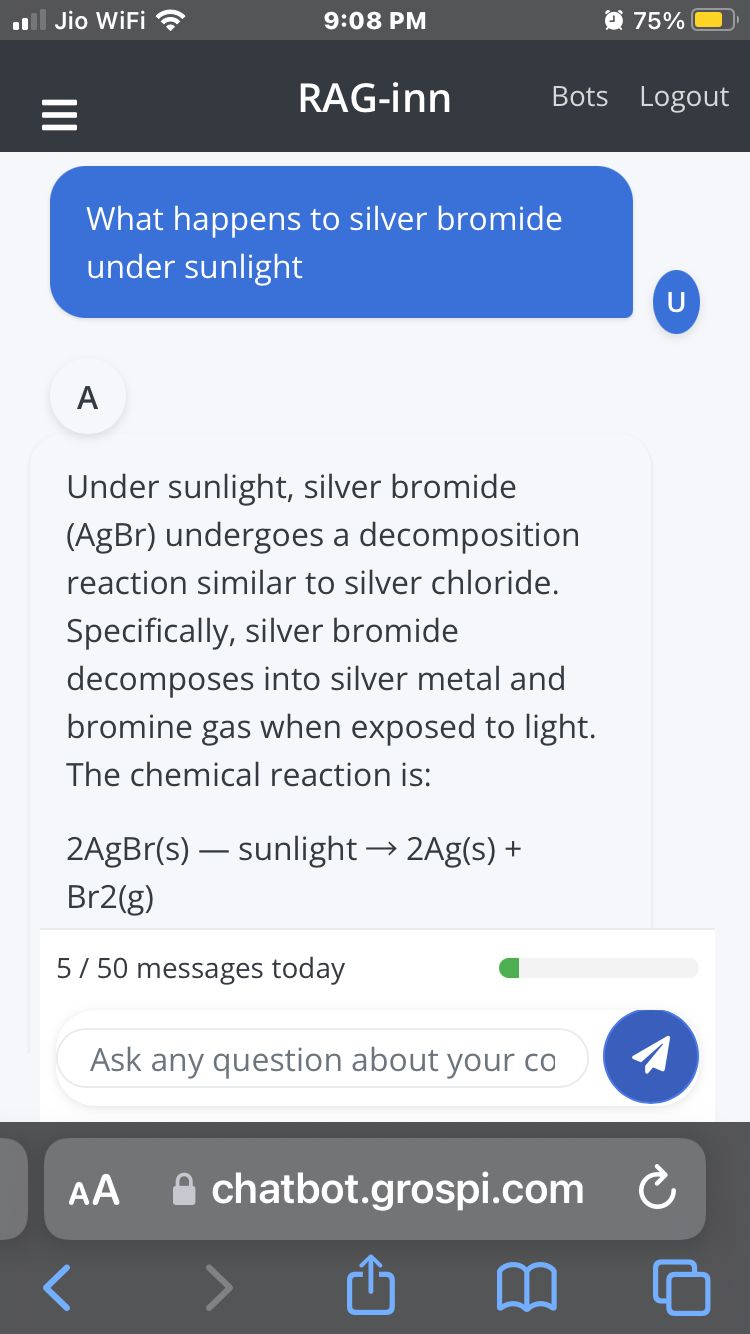 Jio WiFi 9:08 PM 75%
RAG-inn Bots Logout
What happens to silver bromide
under sunlight
U
A
Under sunlight, silver bromide
(AgBr) undergoes a decomposition
reaction similar to silver chloride.
Specifically, silver bromide
decomposes into silver metal and
bromine gas when exposed to light.
The chemical reaction is:
2AgBr(s) — sunlight → 2Ag(s) +
Br2(g)
5 / 50 messages today
Ask any question about your co
AA chatbot.grospi.com